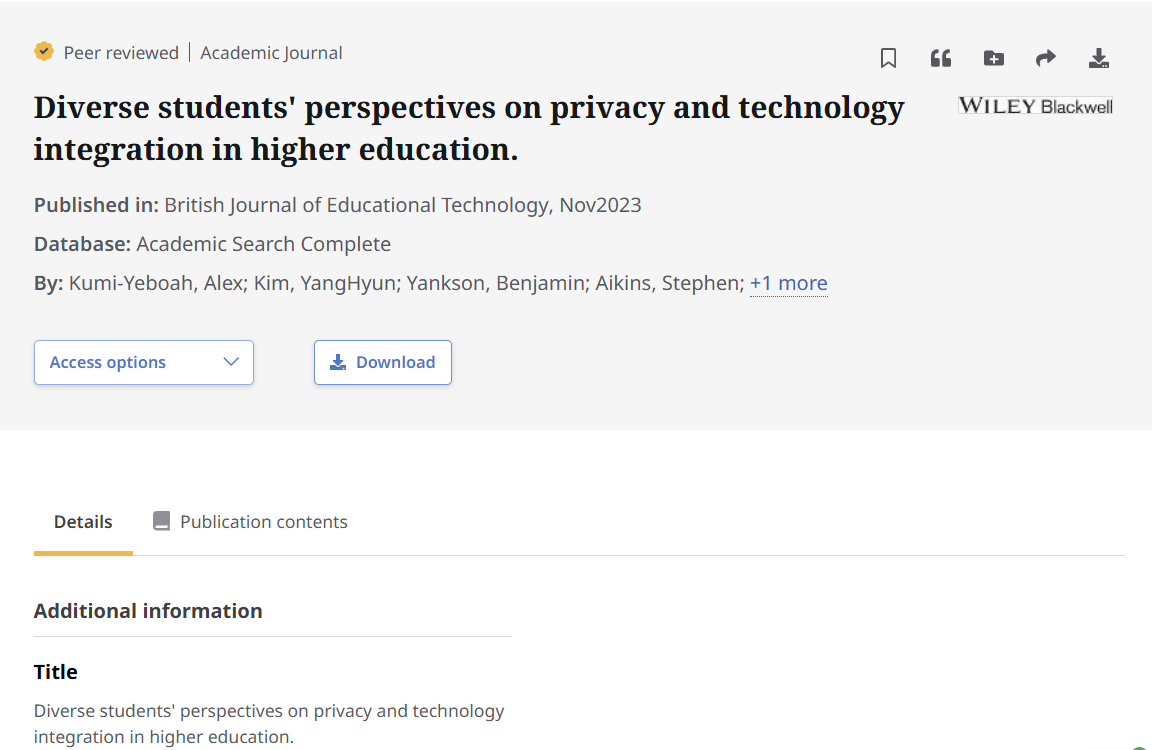 Peer reviewed | Academic Journal
Diverse students' perspectives on privacy and technology
integration in higher education.
WILEY Blackwell
Published in: British Journal of Educational Technology, Nov2023
Database: Academic Search Complete
By: Kumi-Yeboah, Alex; Kim, YangHyun; Yankson, Benjamin; Aikins, Stephen; +1 more
Access options
Download
Details
Publication contents
Additional information
Title
Diverse students' perspectives on privacy and technology
integration in higher education.